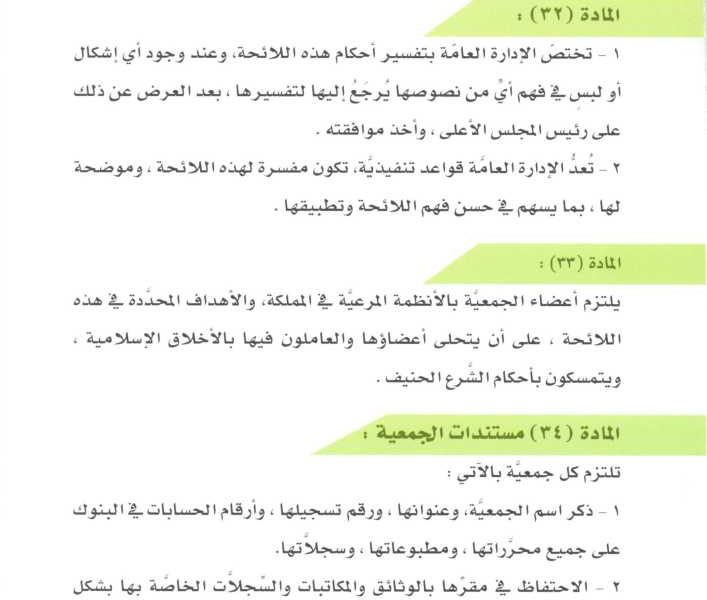 المادة (٣٢) :
١ - تختصّ الإدارة العامّة بتفسير أحكام هذه اللائحة، وعند وجود أي إشكال
أو لبسٍ في فهم أيٍّ من نصوصها يُرجَعُ إليها لتفسيرها ، بعد العرض عن ذلك
على رئيس المجلس الأعلى ، وأخذ موافقته .
٢ - تُعدُّ الإدارة العامَّة قواعد تنفيذيَّة، تكون مفسرة لهذه اللائحة ، وموضحة
لها ، بما يسهم في حسن فهم اللائحة وتطبيقها .
المادة (٣٣) :
يلتزم أعضاء الجمعيَّة بالأنظمة المرعيَّة في المملكة، والأهداف المحدَّدة في هذه
اللائحة ، على أن يتحلى أعضاؤها والعاملون فيها بالأخلاق الإسلامية ،
ويتمسكون بأحكام الشَّرع الحنيف .
المادة (٣٤) مستندات الجمعية :
تلتزم كل جمعيَّة بالآتي :
١ - ذكر اسم الجمعيَّة، وعنوانها ، ورقم تسجيلها ، وأرقام الحسابات في البنوك
على جميع محرَّراتها ، ومطبوعاتها ، وسجلاَّتها.
٢ - الاحتفاظ في مقرّها بالوثائق والمكاتبات والسِّجلاَّت الخاصَّة بها بشكل